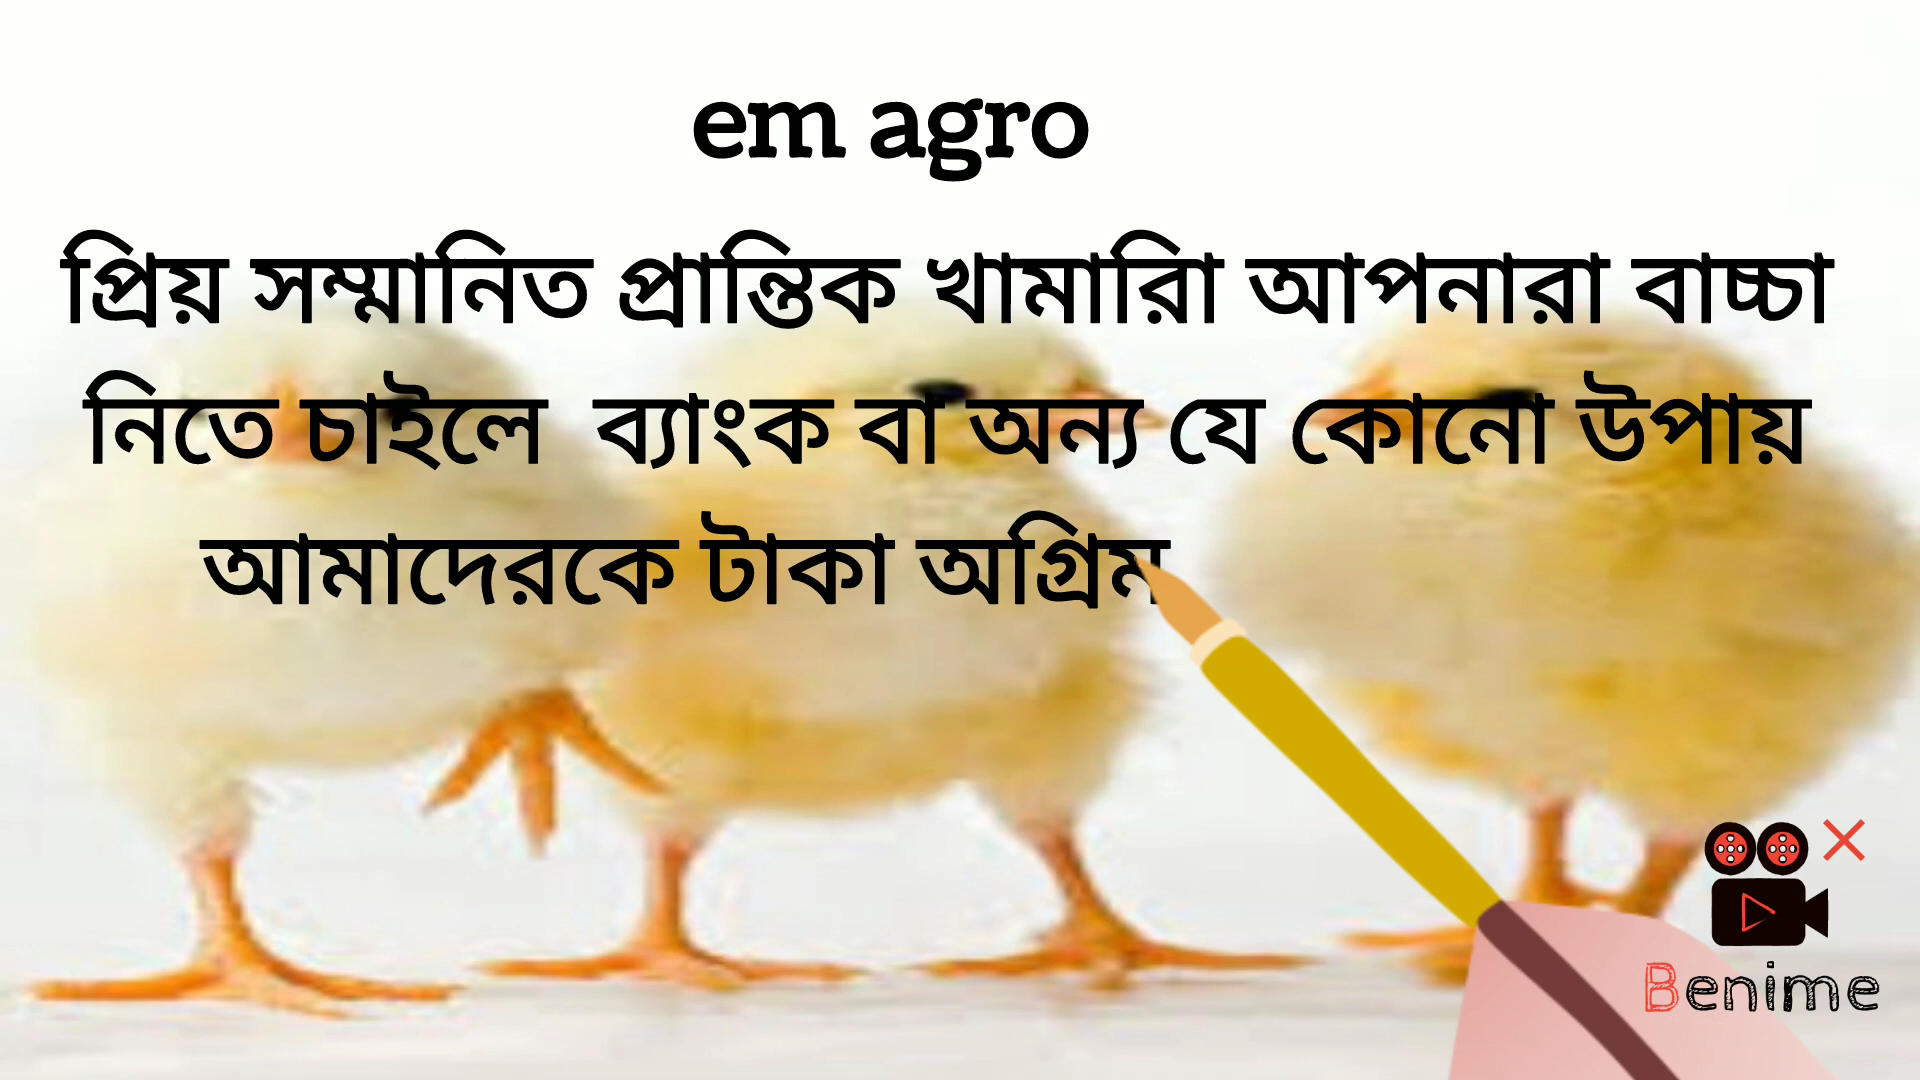 em agro
প্রিয় সম্মানিত প্রান্তিক খামারিা আপনারা বাচ্চা
নিতে চাইলে ব্যাংক বা অন্য যে কোনো উপায়
আমাদেরকে টাকা অগ্রিম
Benime